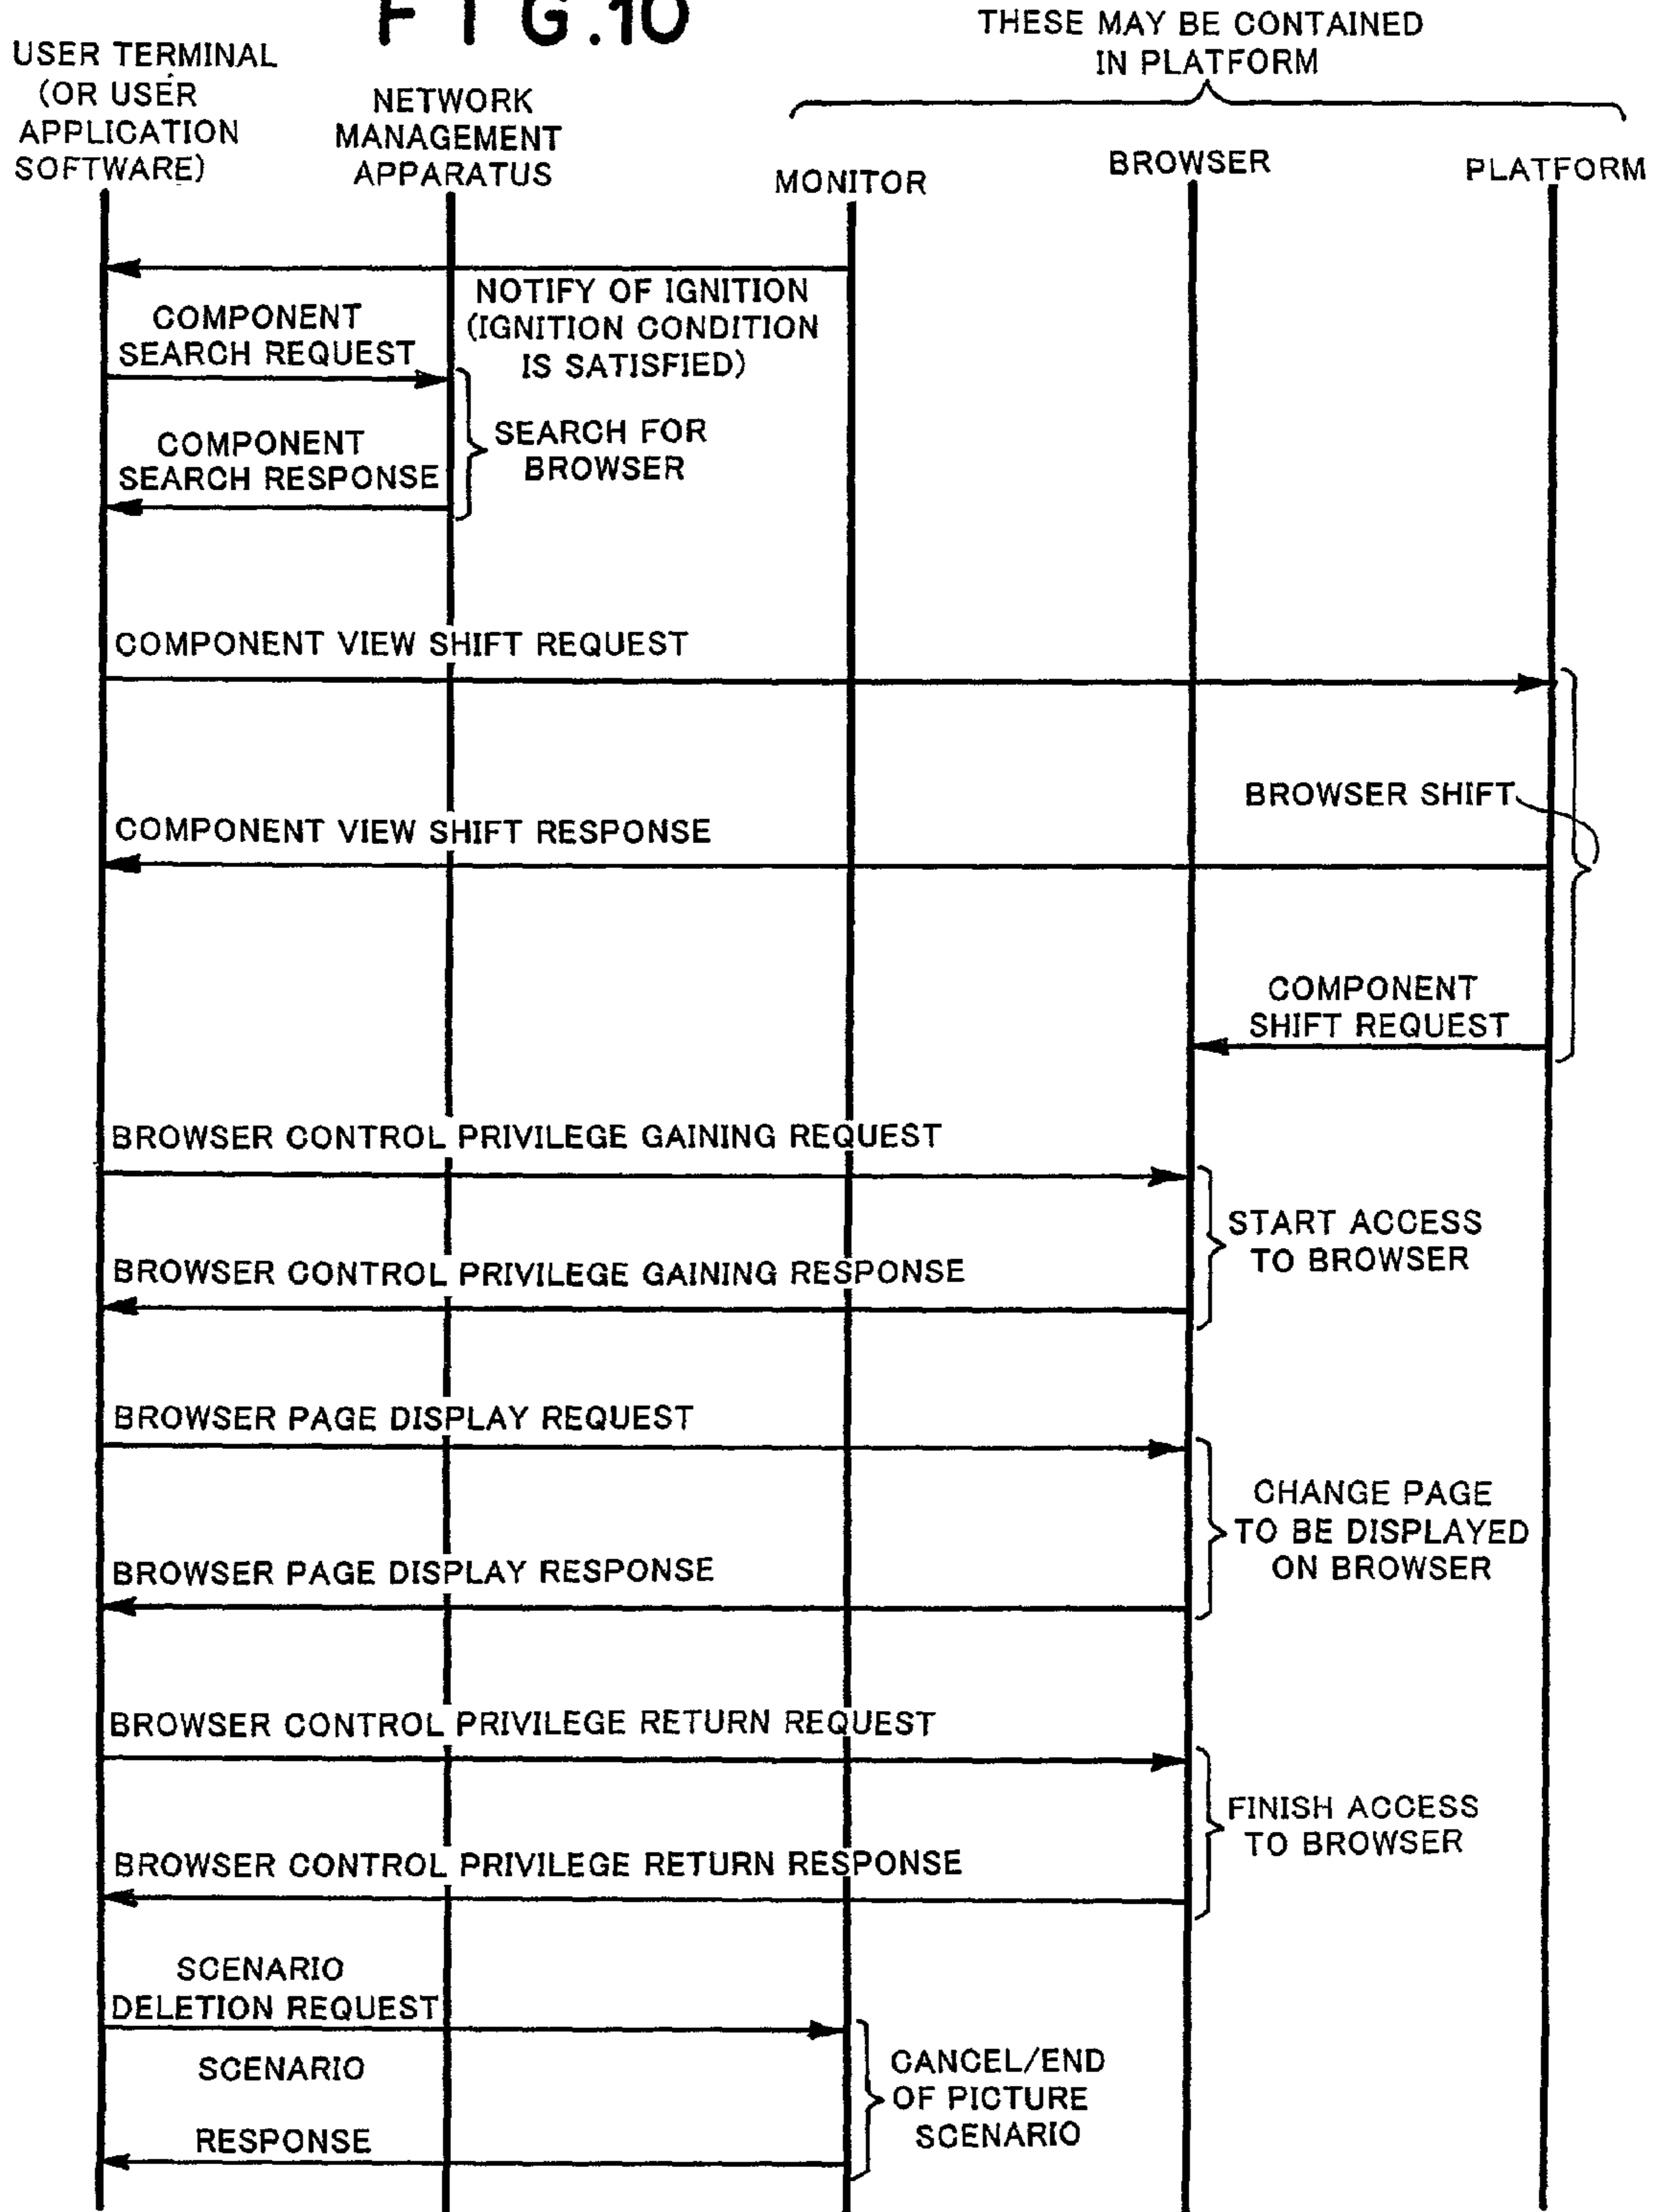 FIG.10
THESE MAY BE CONTAINED
IN PLATFORM
USER TERMINAL
(OR USER
APPLICATION
SOFTWARE)
NETWORK
MANAGEMENT
APPARATUS
MONITOR
BROWSER
PLATFORM
NOTIFY OF IGNITION
(IGNITION CONDITION
IS SATISFIED)
COMPONENT
SEARCH REQUEST
SEARCH FOR
BROWSER
COMPONENT
SEARCH RESPONSE
COMPONENT VIEW SHIFT REQUEST
BROWSER SHIFT
COMPONENT VIEW SHIFT RESPONSE
COMPONENT
SHIFT REQUEST
BROWSER CONTROL PRIVILEGE GAINING REQUEST
START ACCESS
TO BROWSER
BROWSER CONTROL PRIVILEGE GAINING RESPONSE
BROWSER PAGE DISPLAY REQUEST
CHANGE PAGE
TO BE DISPLAYED
ON BROWSER
BROWSER PAGE DISPLAY RESPONSE
BROWSER CONTROL PRIVILEGE RETURN REQUEST
FINISH ACCESS
TO BROWSER
BROWSER CONTROL PRIVILEGE RETURN RESPONSE
SCENARIO
DELETION REQUEST
SCENARIO
RESPONSE
CANCEL/END
OF PICTURE
SCENARIO